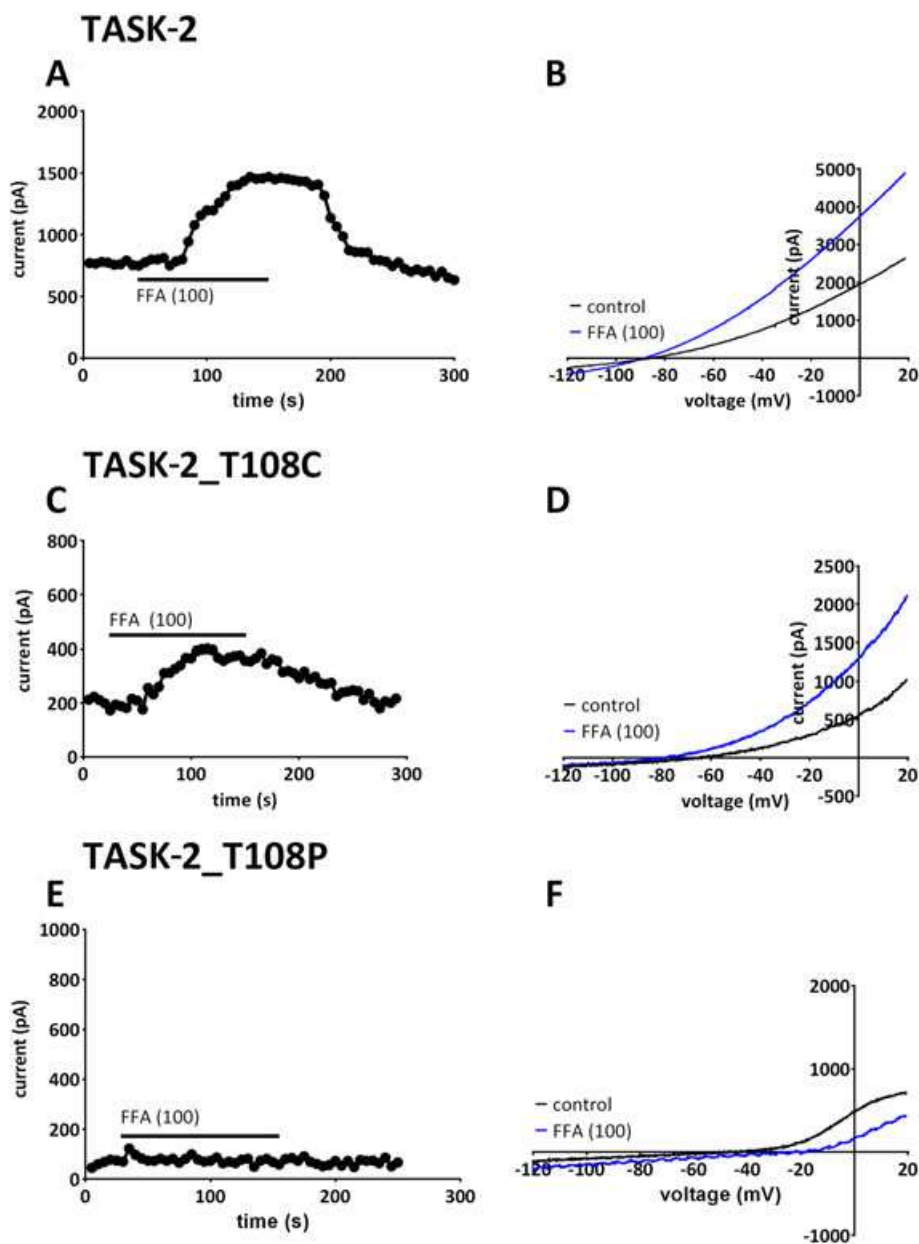 TASK-2
A
B
2000
1500
1000
500
0
current (pA)
FFA (100)
100
200
300
time (s)
5000
4000
3000
2000
1000
-1000
current (pA)
control
FFA (100)
-120 -100 -80 -60 -40 -20 0 20
voltage (mV)
TASK-2_T108C
C
D
800
600
400
200
0
current (pA)
FFA (100)
100
200
300
time (s)
2500
2000
1500
1000
500
-500
current (pA)
control
FFA (100)
-120 -100 -80 -60 -40 -20 0 20
voltage (mV)
TASK-2_T108P
E
F
1000
800
600
400
200
0
current (pA)
FFA (100)
100
200
300
time (s)
2000
1000
-1000
control
FFA (100)
-120 -100 -80 -60 -40 -20 0 20
voltage (mV)